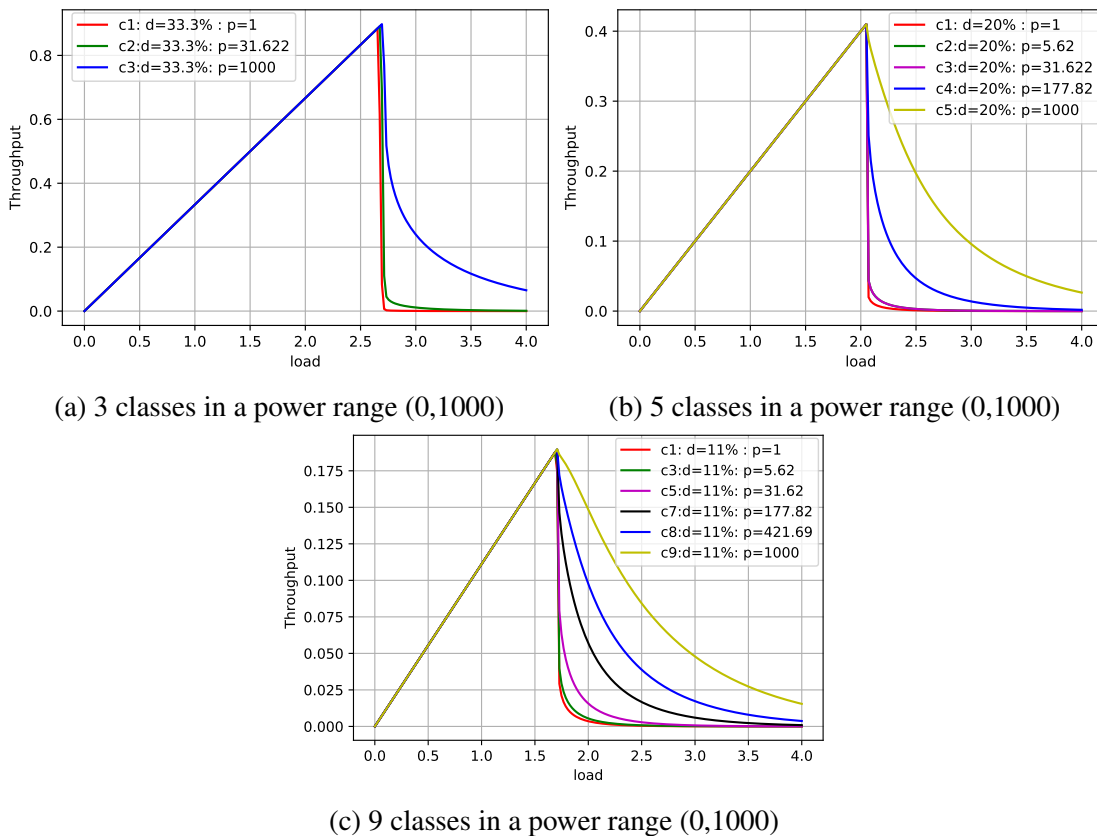 c1: d=33.3% : p=1
c2:d=33.3%: p=31.622
c3:d=33.3%: p=1000
0.8
0.6
0.4
0.2
0.0
Throughput
0.0 0.5 1.0 1.5 2.0 2.5 3.0 3.5 4.0
load
(a) 3 classes in a power range (0,1000)
c1: d=20% : p=1
c2:d=20%: p=5.62
c3:d=20%: p=31.622
c4:d=20%: p=177.82
c5:d=20%: p=1000
0.4
0.3
0.2
0.1
0.0
Throughput
0.0 0.5 1.0 1.5 2.0 2.5 3.0 3.5 4.0
load
(b) 5 classes in a power range (0,1000)
c1: d=11% : p=1
c3:d=11%: p=5.62
c5:d=11%: p=31.62
c7:d=11%: p=177.82
c8:d=11%: p=421.69
c9:d=11%: p=1000
0.175
0.150
0.125
0.100
0.075
0.050
0.025
0.000
Throughput
0.0 0.5 1.0 1.5 2.0 2.5 3.0 3.5 4.0
load
(c) 9 classes in a power range (0,1000)